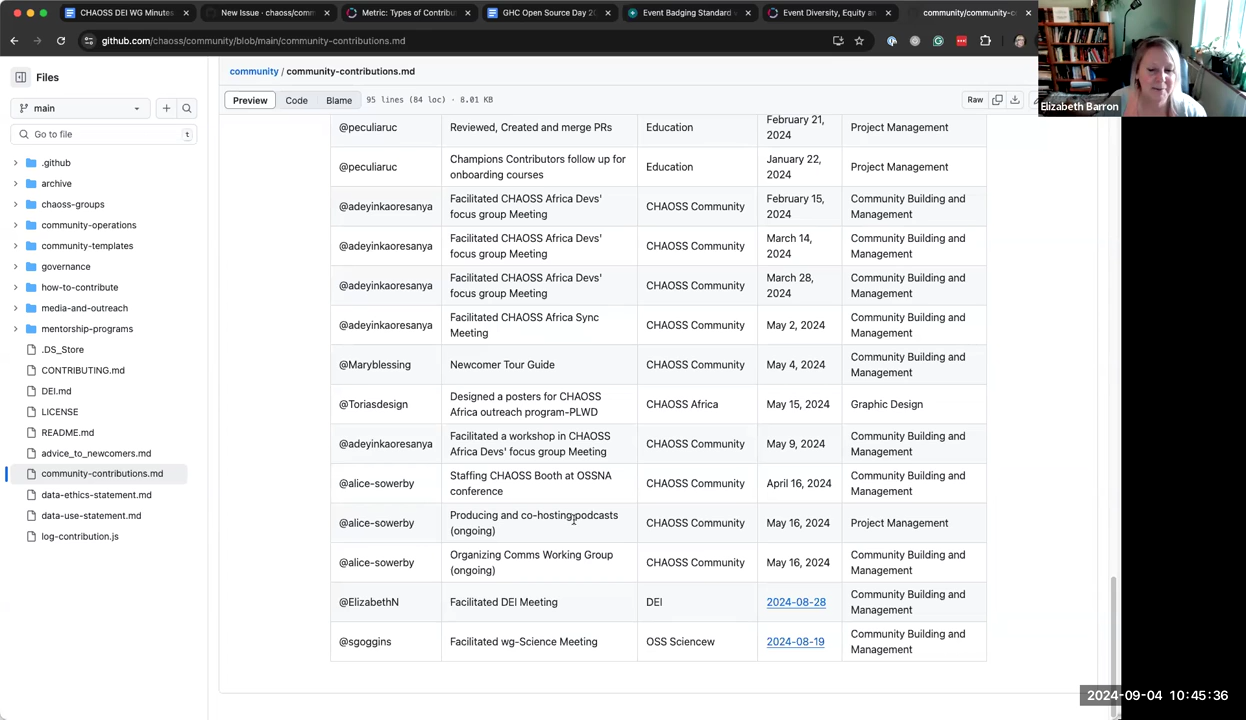 CHAOSS DEI WG Minutes
New Issue · chaoss/commun
Metric: Types of Contribut
GHC Open Source Day 20
Event Badging Standard v
Event Diversity, Equity an
community/community-co
github.com/chaoss/community/blob/main/community-contributions.md
Elizabeth Barron
Files
main
Go to file
t
.github
archive
chaoss-groups
community-operations
community-templates
governance
how-to-contribute
media-and-outreach
mentorship-programs
.DS_Store
CONTRIBUTING.md
DEI.md
LICENSE
README.md
advice_to_newcomers.md
community-contributions.md
data-ethics-statement.md
data-use-statement.md
log-contribution.js
community / community-contributions.md
Preview Code Blame 95 lines (84 loc) · 8.01 KB Raw
@peculiaruc Reviewed, Created and merge PRs Education February 21, 2024 Project Management
@peculiaruc Champions Contributors follow up for onboarding courses Education January 22, 2024 Project Management
@adeyinkaoresanya Facilitated CHAOSS Africa Devs' focus group Meeting CHAOSS Community February 15, 2024 Community Building and Management
@adeyinkaoresanya Facilitated CHAOSS Africa Devs' focus group Meeting CHAOSS Community March 14, 2024 Community Building and Management
@adeyinkaoresanya Facilitated CHAOSS Africa Devs' focus group Meeting CHAOSS Community March 28, 2024 Community Building and Management
@adeyinkaoresanya Facilitated CHAOSS Africa Sync Meeting CHAOSS Community May 2, 2024 Community Building and Management
@Maryblessing Newcomer Tour Guide CHAOSS Community May 4, 2024 Community Building and Management
@Toriasdesign Designed a posters for CHAOSS Africa outreach program-PLWD CHAOSS Africa May 15, 2024 Graphic Design
@adeyinkaoresanya Facilitated a workshop in CHAOSS Africa Devs' focus group Meeting CHAOSS Community May 9, 2024 Community Building and Management
@alice-sowerby Staffing CHAOSS Booth at OSSNA conference CHAOSS Community April 16, 2024 Community Building and Management
@alice-sowerby Producing and co-hosting podcasts (ongoing) CHAOSS Community May 16, 2024 Project Management
@alice-sowerby Organizing Comms Working Group (ongoing) CHAOSS Community May 16, 2024 Community Building and Management
@ElizabethN Facilitated DEI Meeting DEI 2024-08-28 Community Building and Management
@sgoggins Facilitated wg-Science Meeting OSS Sciencew 2024-08-19 Community Building and Management
2024-09-04 10:45:36